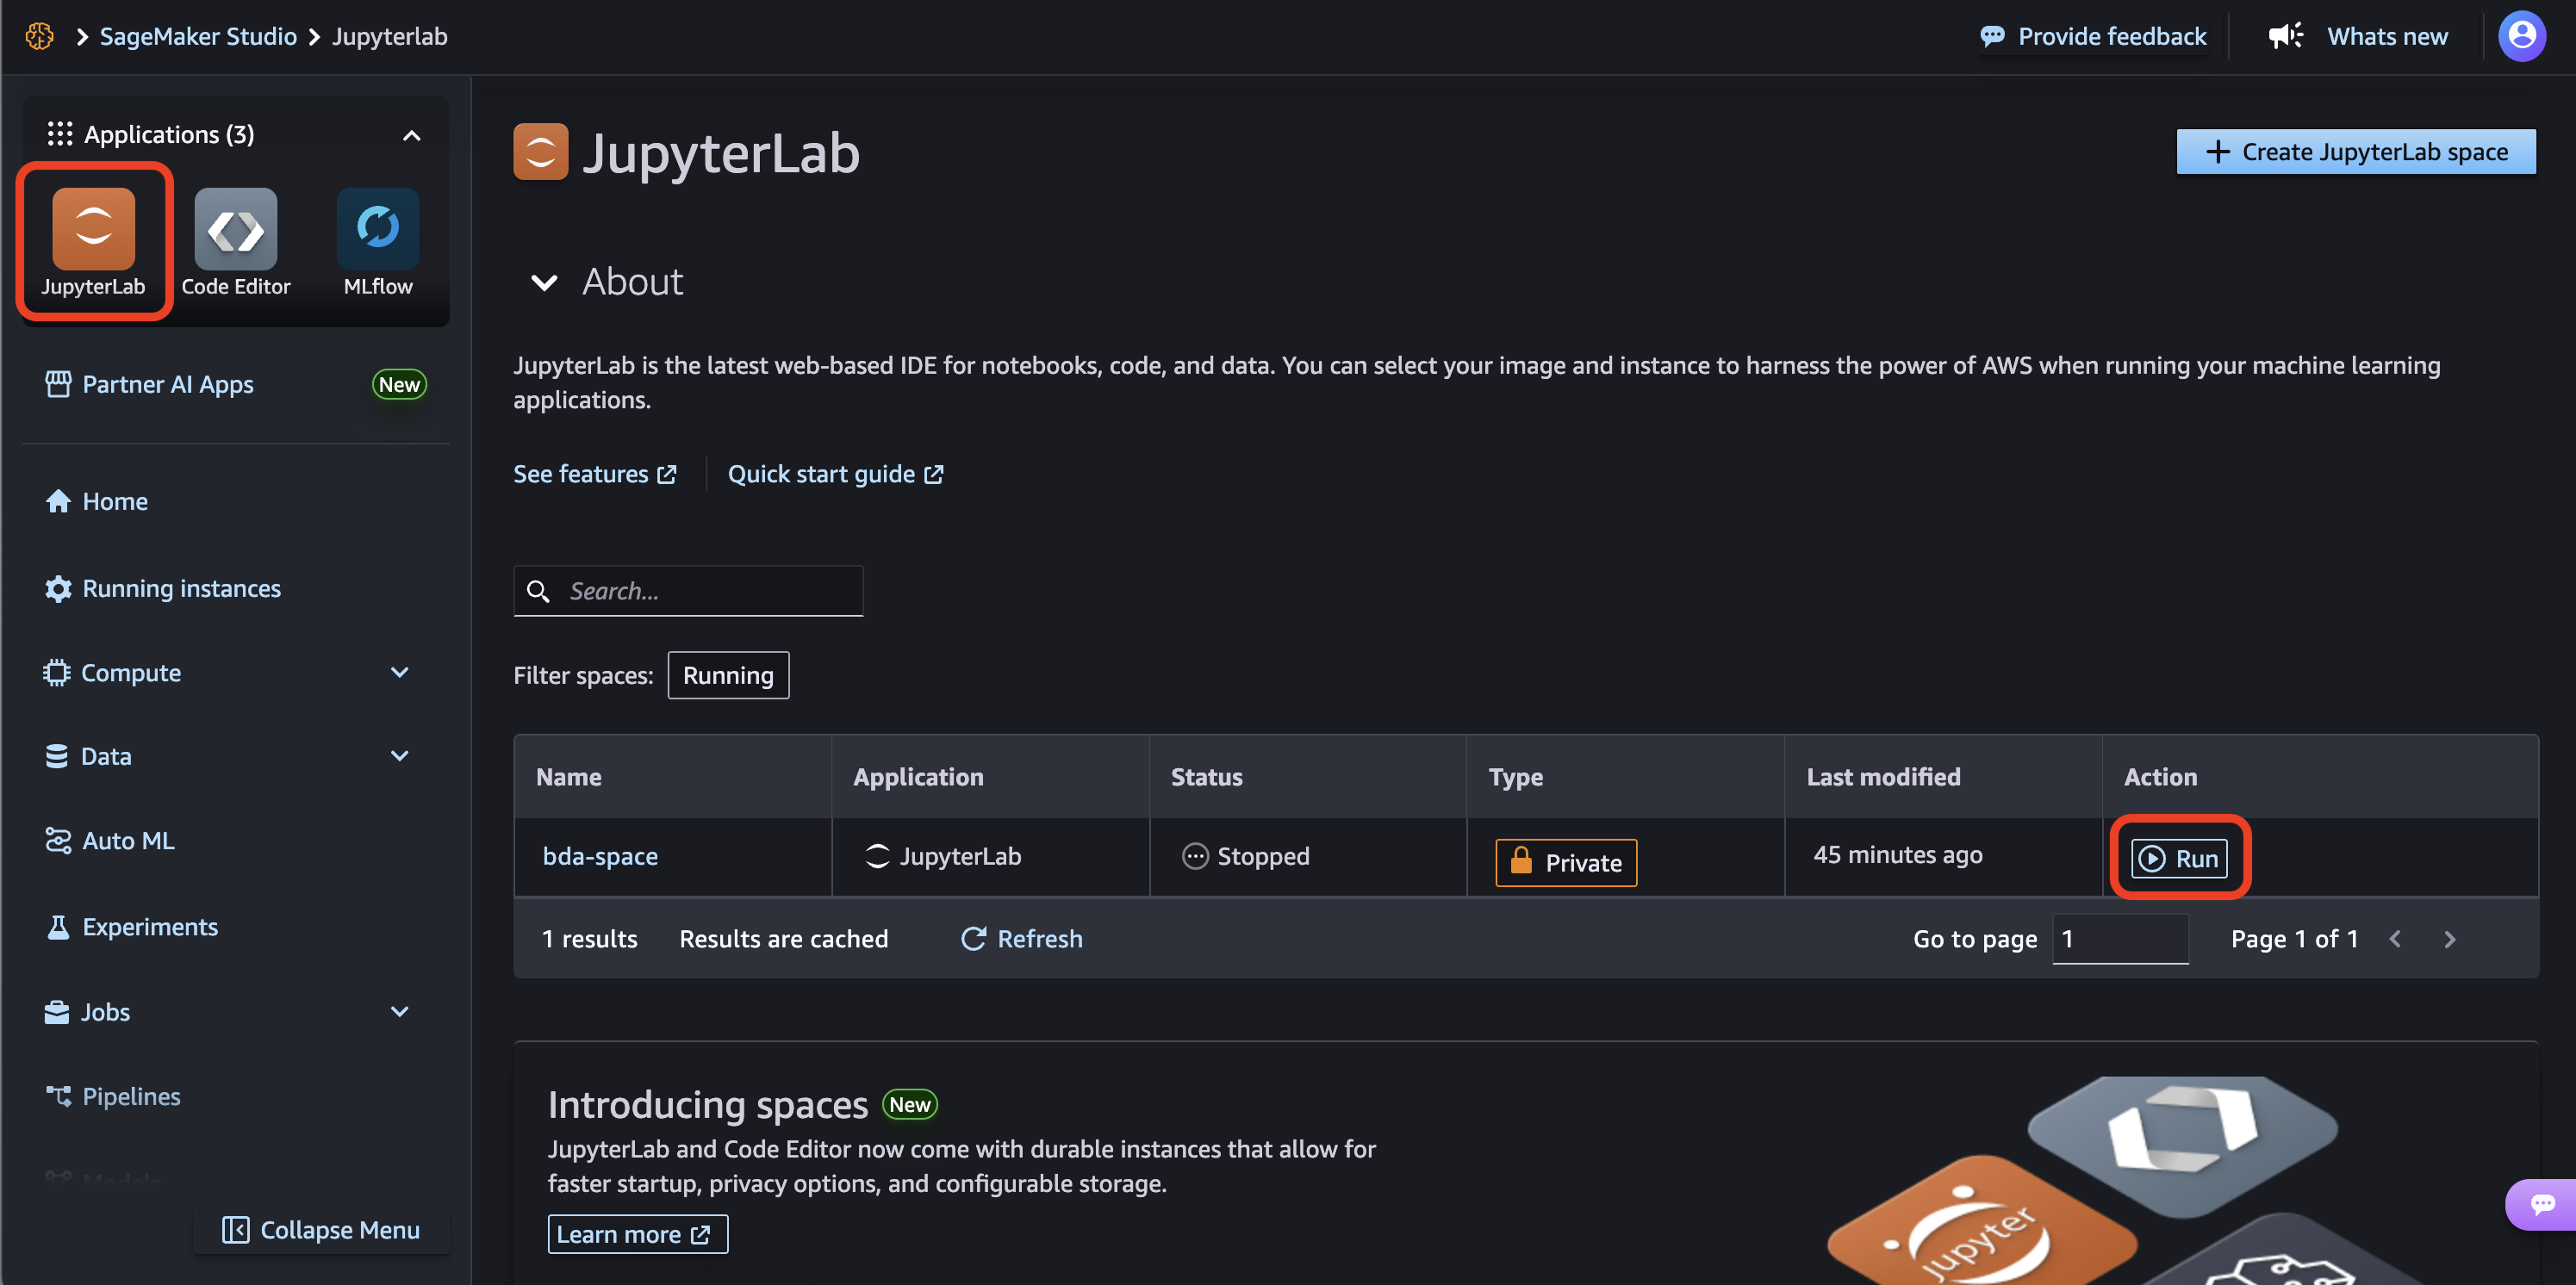 SageMaker Studio > Jupyterlab
Provide feedback
Whats new
Applications (3)
JupyterLab
Code Editor
MLflow
Partner AI Apps
New
Home
Running instances
Compute
Data
Auto ML
Experiments
Jobs
Pipelines
Models
Collapse Menu
JupyterLab
Create JupyterLab space
About
JupyterLab is the latest web-based IDE for notebooks, code, and data. You can select your image and instance to harness the power of AWS when running your machine learning
applications.
See features
Quick start guide
Search...
Filter spaces: Running
Name Application Status Type Last modified Action
bda-space JupyterLab Stopped Private 45 minutes ago Run
1 results Results are cached Refresh Go to page 1 Page 1 of 1
Introducing spaces New
JupyterLab and Code Editor now come with durable instances that allow for
faster startup, privacy options, and configurable storage.
Learn more
Jupyter